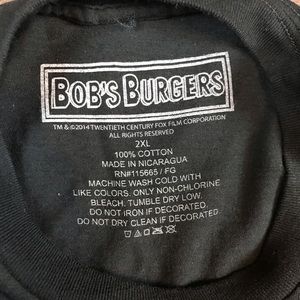 BOB'S BURGERS
TM & ©2014 TWENTIETH CENTURY FOX FILM CORPORATION
ALL RIGHTS RESERVED
2XL
100% COTTON
MADE IN NICARAGUA
RN#115665 / FG
MACHINE WASH COLD WITH
LIKE COLORS. ONLY NON-CHLORINE
BLEACH. TUMBLE DRY LOW.
DO NOT IRON IF DECORATED.
DO NOT DRY CLEAN IF DECORATED.